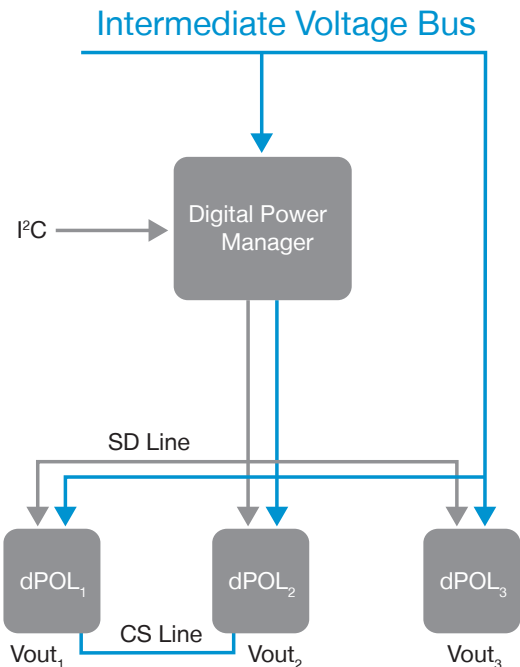 Intermediate Voltage Bus
Digital Power
Manager
I²C
SD Line
dPOL₁
dPOL₂
dPOL₃
CS Line
Vout₁
Vout₂
Vout₃